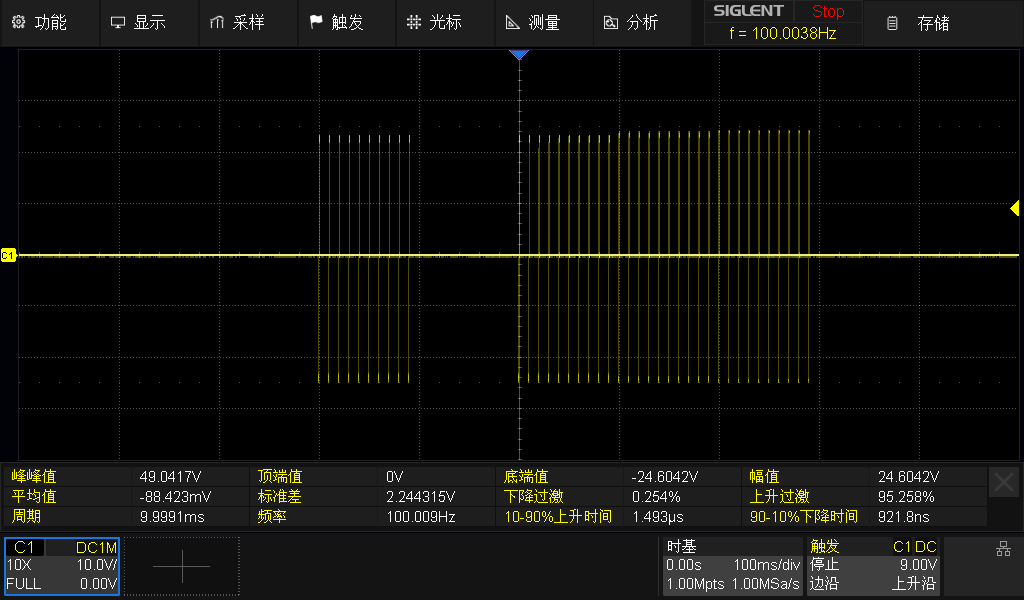 功能 显示 采样 触发 光标 测量 分析 SIGLENT Stop 存储
f = 100.0038Hz
C1
峰峰值 49.0417V 顶端值 0V 底端值 -24.6042V 幅值 24.6042V
平均值 -88.423mV 标准差 2.244315V 下降过激 0.254% 上升过激 95.258%
周期 9.9991ms 频率 100.009Hz 10-90%上升时间 1.493μs 90-10%下降时间 921.8ns
C1 DC1M 时基 触发 C1 DC
10X 10.0V/ 0.00s 100ms/div 停止 9.00V
FULL 0.00V 1.00Mpts 1.00MSa/s 边沿 上升沿